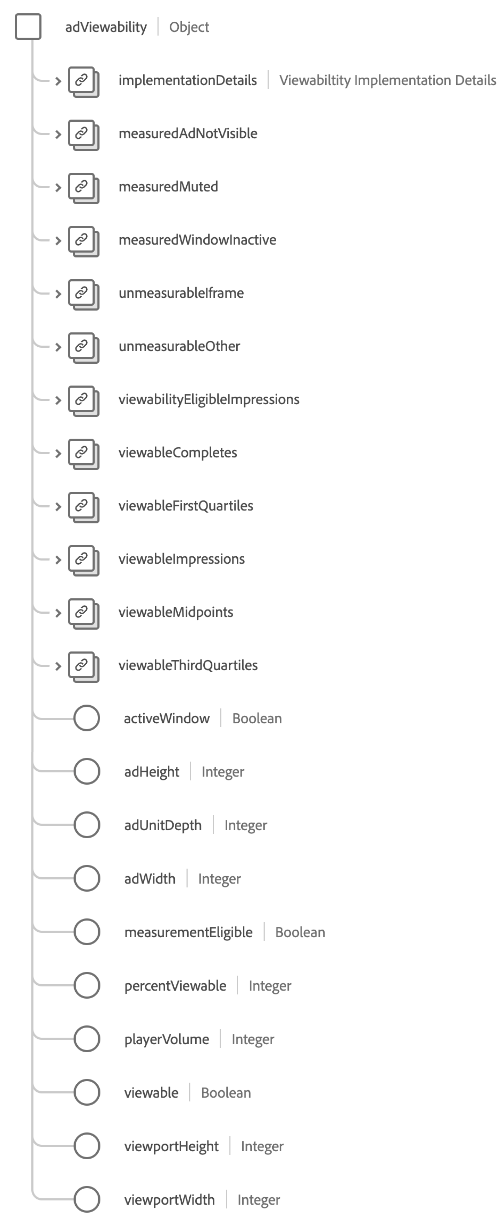 adViewability | Object
implementationDetails | Viewabiltity Implementation Details
measuredAdNotVisible
measuredMuted
measuredWindowInactive
unmeasurableIframe
unmeasurableOther
viewabilityEligibleImpressions
viewableCompletes
viewableFirstQuartiles
viewableImpressions
viewableMidpoints
viewableThirdQuartiles
activeWindow | Boolean
adHeight | Integer
adUnitDepth | Integer
adWidth | Integer
measurementEligible | Boolean
percentViewable | Integer
playerVolume | Integer
viewable | Boolean
viewportHeight | Integer
viewportWidth | Integer